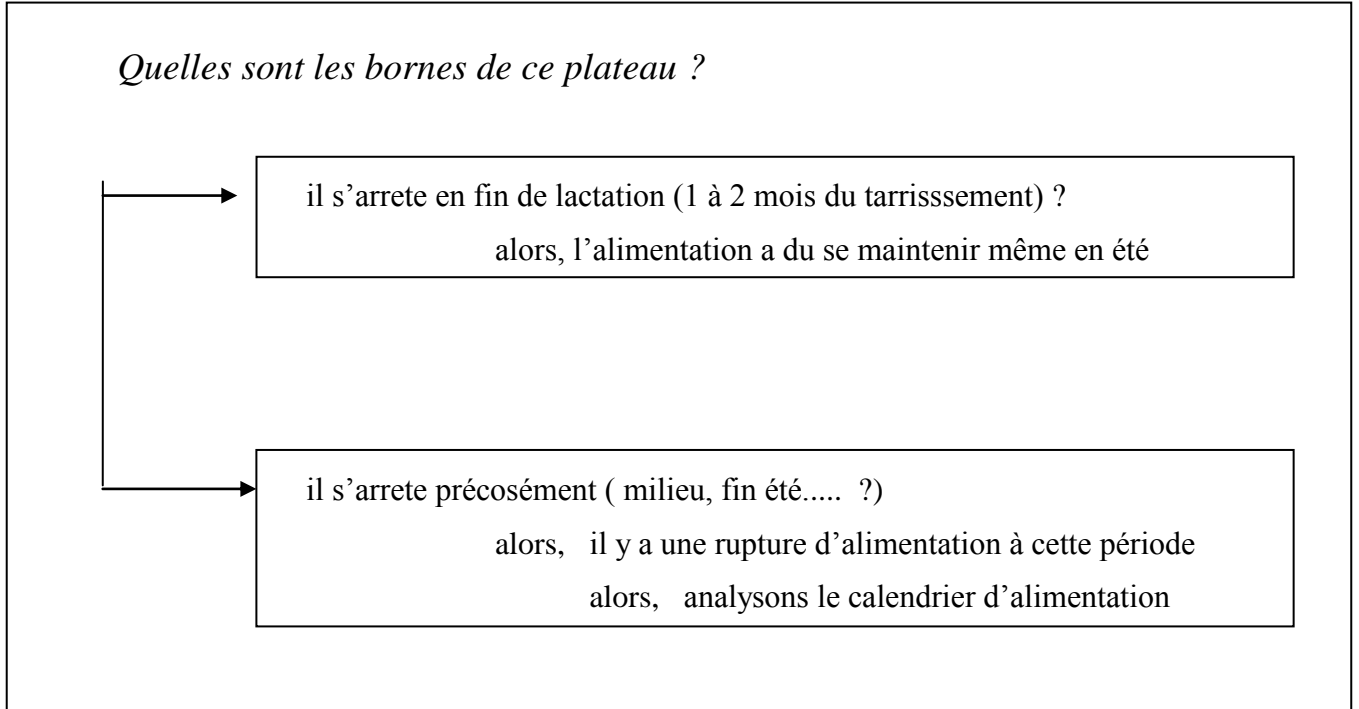 Quelles sont les bornes de ce plateau ?
il s’arrete en fin de lactation (1 à 2 mois du tarrisssement) ?
alors, l’alimentation a du se maintenir même en été
il s’arrete précosément ( milieu, fin été..... ?)
alors, il y a une rupture d’alimentation à cette période
alors, analysons le calendrier d’alimentation